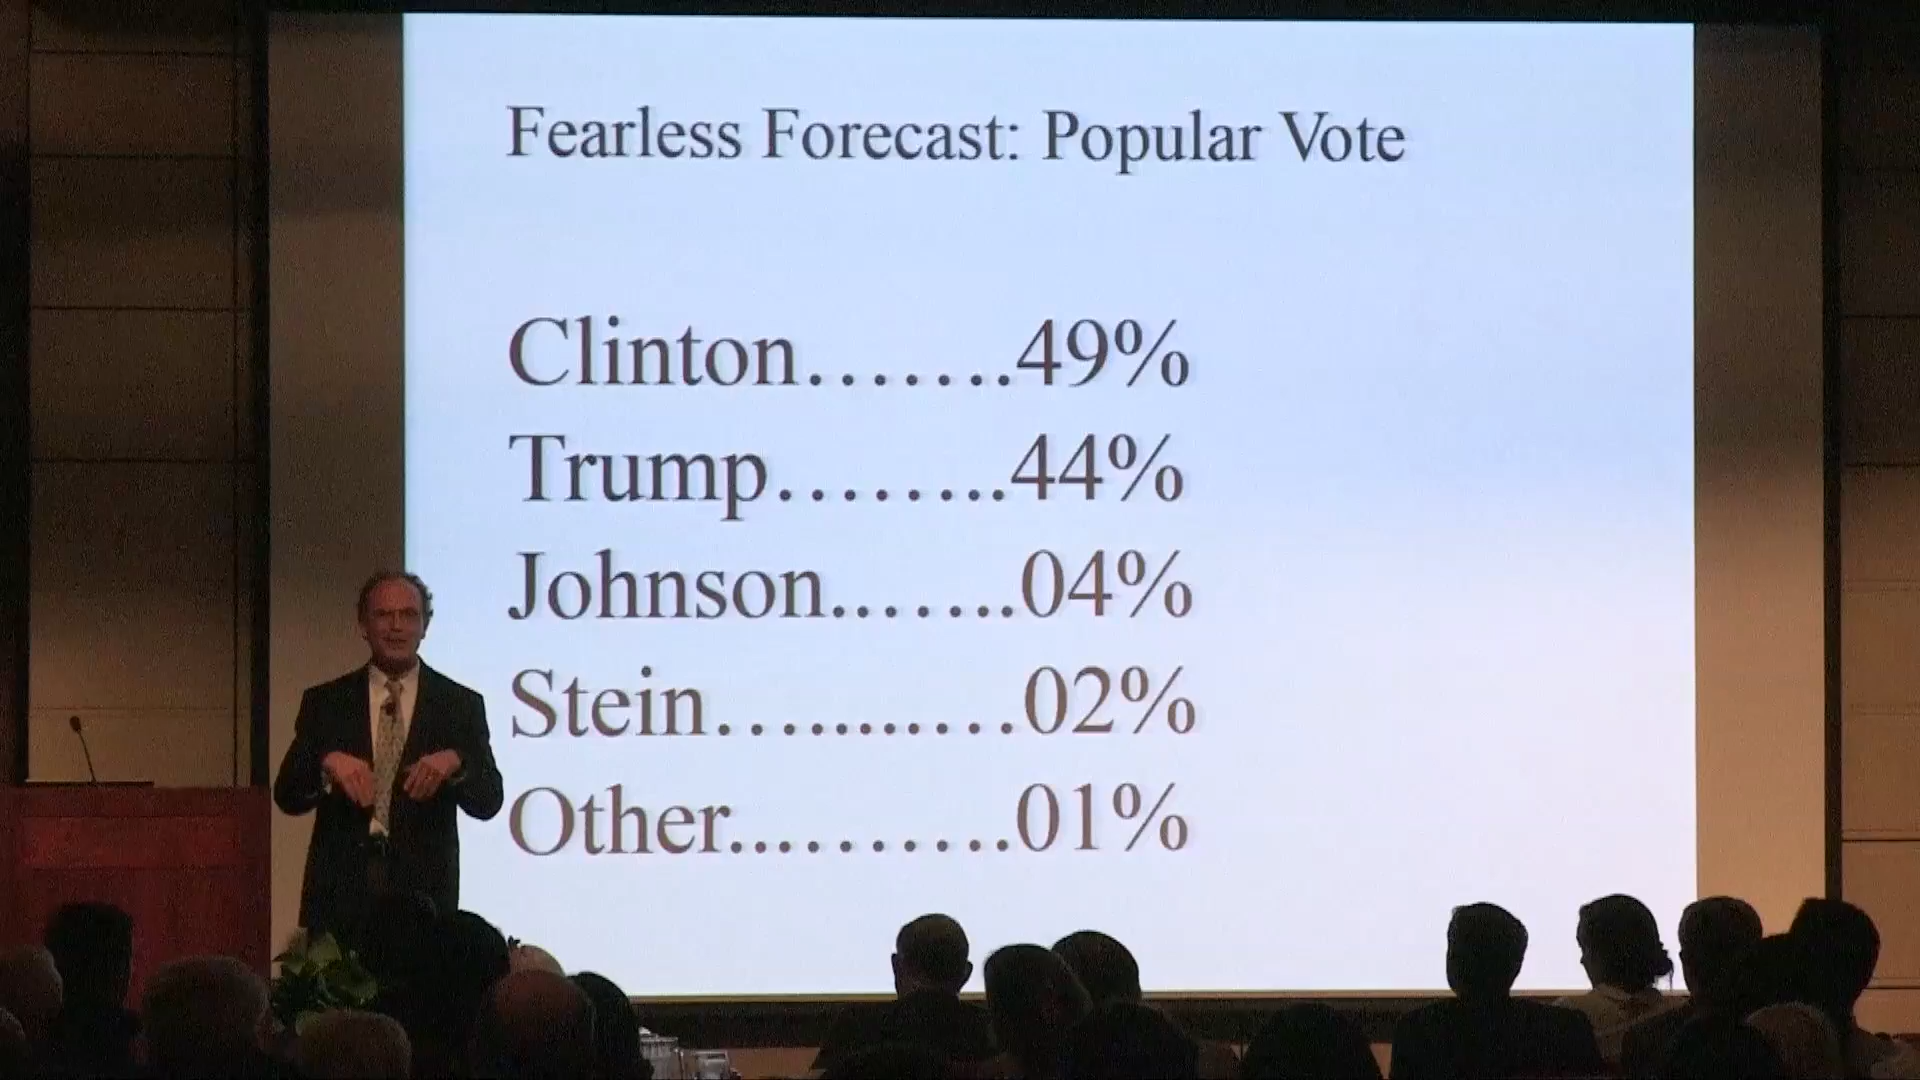 Fearless Forecast: Popular Vote
Clinton.......49%
Trump........44%
Johnson.......04%
Stein...........02%
Other..........01%